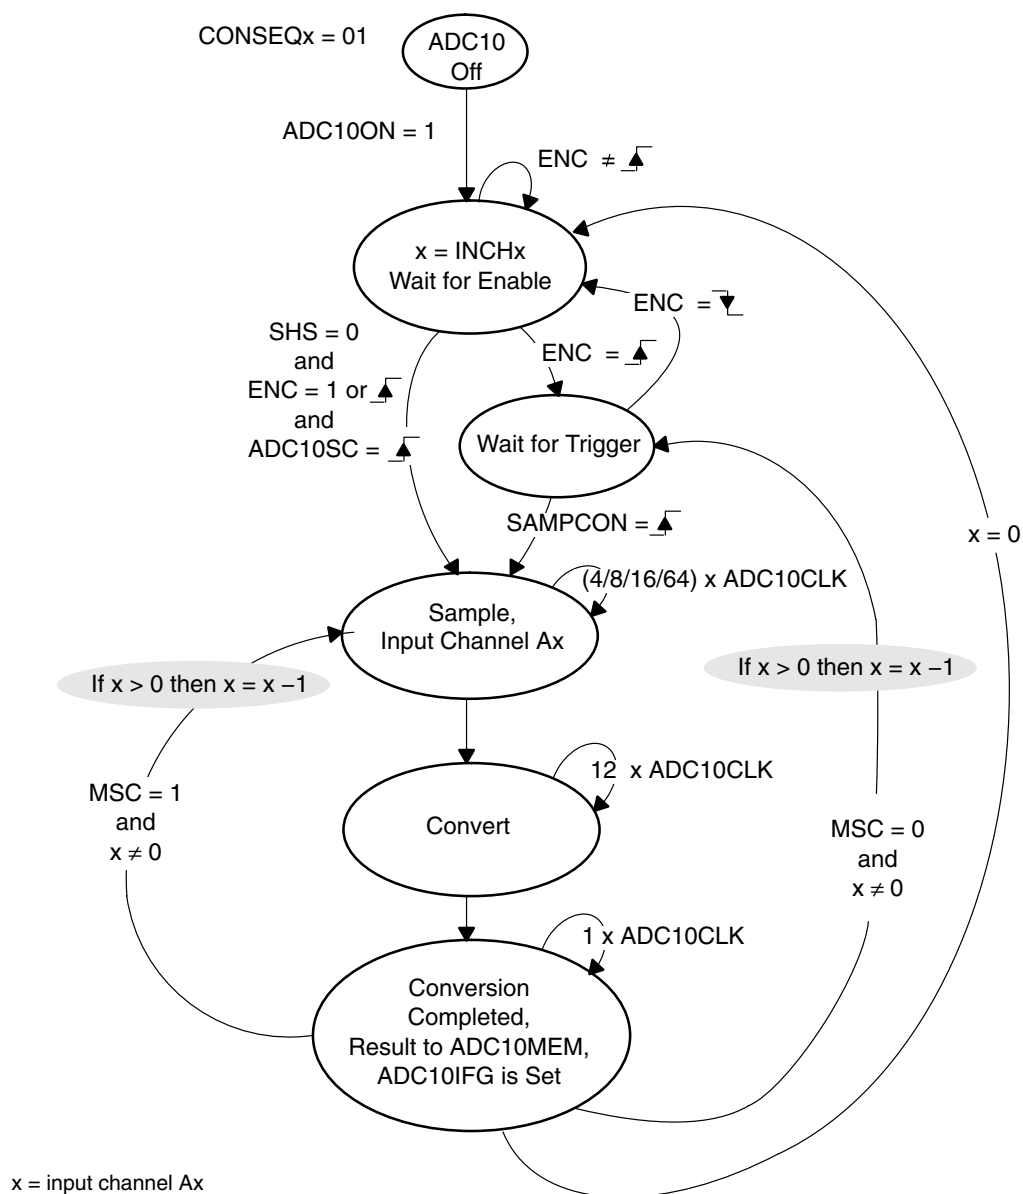 CONSEQx = 01
ADC10
Off
ADC10ON = 1
ENC ≠
x = INCHx
Wait for Enable
ENC =
SHS = 0
and
ENC = 1 or
and
ADC10SC =
ENC =
Wait for Trigger
SAMPCON =
x = 0
(4/8/16/64) x ADC10CLK
Sample,
Input Channel Ax
If x > 0 then x = x −1
If x > 0 then x = x −1
12 x ADC10CLK
MSC = 1
and
x ≠ 0
Convert
MSC = 0
and
x ≠ 0
1 x ADC10CLK
Conversion
Completed,
Result to ADC10MEM,
ADC10IFG is Set
x = input channel Ax